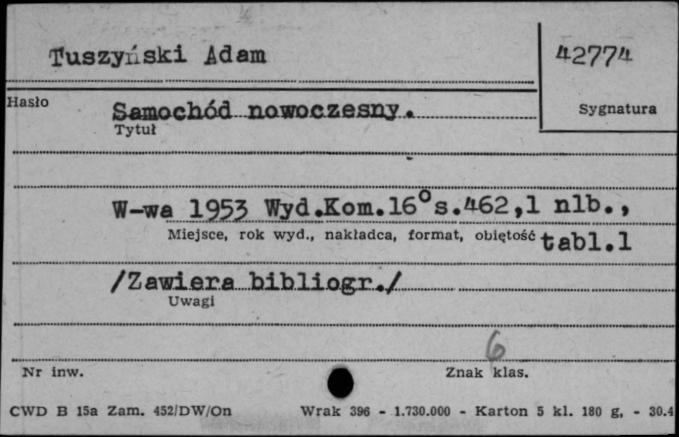 Tuszyński Adam 42774
Hasło Sygnatura
Samochód nowoczesny.
Tytuł
W-wa 1953 Wyd.Kom.16° s.462,1 nlb.,
Miejsce, rok wyd., nakładca, format, objętość tabl.1
/Zawiera bibliogr./
Uwagi
6
Nr inw. Znak klas.
CWD B 15a Zam. 452/DW/On Wrak 396 - 1.730.000 - Karton 5 kl. 180 g, - 30.4